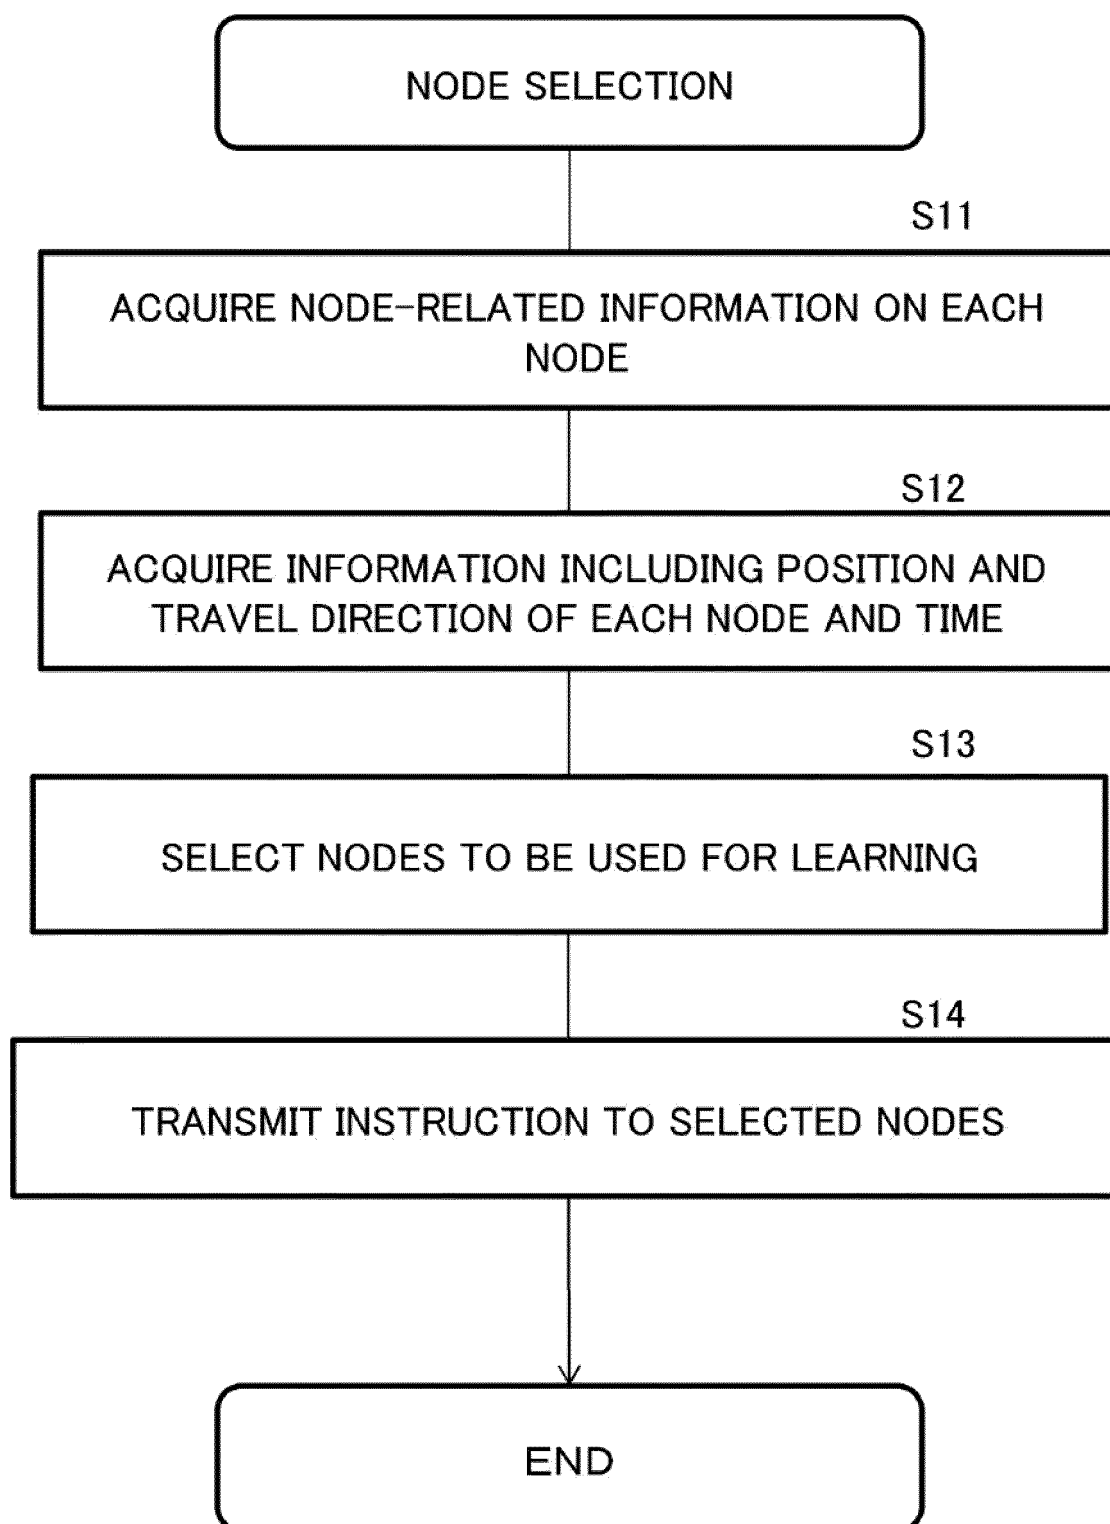 NODE SELECTION
S11
ACQUIRE NODE-RELATED INFORMATION ON EACH
NODE
S12
ACQUIRE INFORMATION INCLUDING POSITION AND
TRAVEL DIRECTION OF EACH NODE AND TIME
S13
SELECT NODES TO BE USED FOR LEARNING
S14
TRANSMIT INSTRUCTION TO SELECTED NODES
END